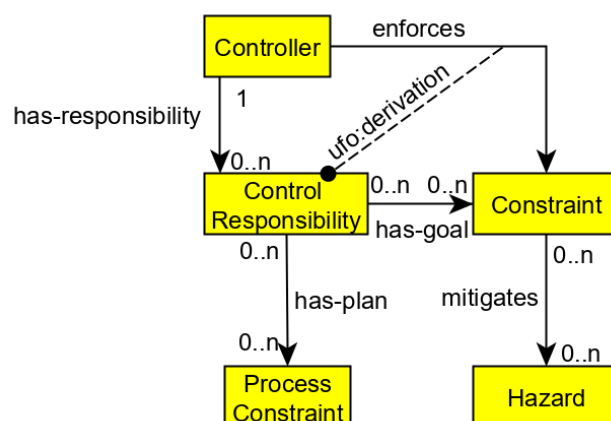 enforces
Controller
1
has-responsibility
ufo:derivation
0..n
Control
Responsibility
0..n
0..n
Constraint
has-goal
0..n
0..n
mitigates
has-plan
0..n
0..n
Process
Constraint
Hazard